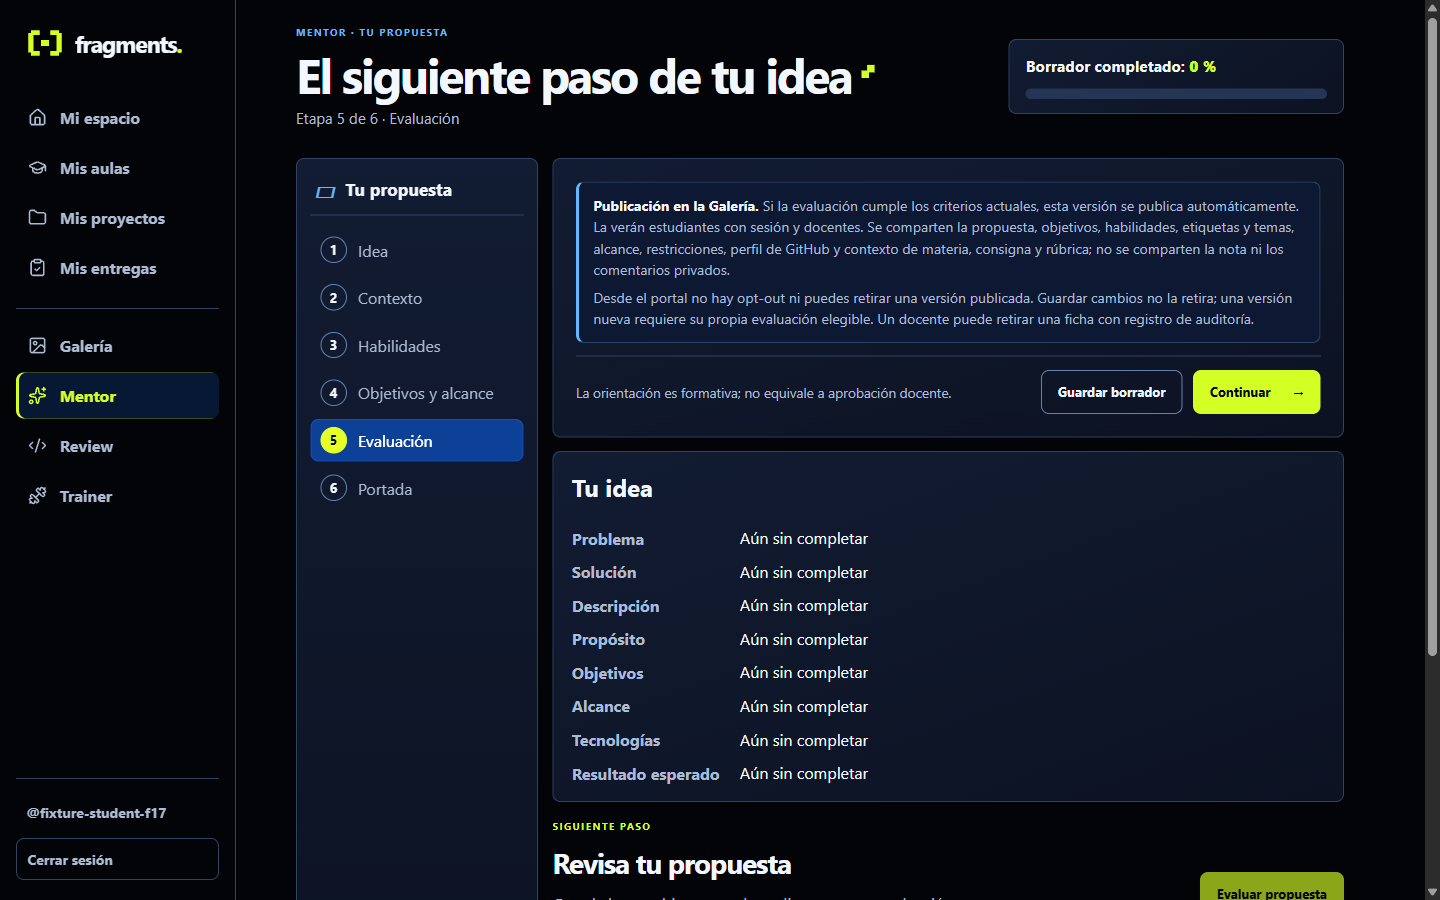 fragments.
Mi espacio
Mis aulas
Mis proyectos
Mis entregas
Galería
Mentor
Review
Trainer
@fixture-student-f17
Cerrar sesión
MENTOR · TU PROPUESTA
El siguiente paso de tu idea
Etapa 5 de 6 · Evaluación
Borrador completado: 0 %
Tu propuesta
1 Idea
2 Contexto
3 Habilidades
4 Objetivos y alcance
5 Evaluación
6 Portada
Publicación en la Galería. Si la evaluación cumple los criterios actuales, esta versión se publica automáticamente.
La verán estudiantes con sesión y docentes. Se comparten la propuesta, objetivos, habilidades, etiquetas y temas,
alcance, restricciones, perfil de GitHub y contexto de materia, consigna y rúbrica; no se comparten la nota ni los
comentarios privados.
Desde el portal no hay opt-out ni puedes retirar una versión publicada. Guardar cambios no la retira; una versión
nueva requiere su propia evaluación elegible. Un docente puede retirar una ficha con registro de auditoría.
La orientación es formativa; no equivale a aprobación docente.
Guardar borrador
Continuar →
Tu idea
Problema Aún sin completar
Solución Aún sin completar
Descripción Aún sin completar
Propósito Aún sin completar
Objetivos Aún sin completar
Alcance Aún sin completar
Tecnologías Aún sin completar
Resultado esperado Aún sin completar
SIGUIENTE PASO
Revisa tu propuesta
Evaluar propuesta